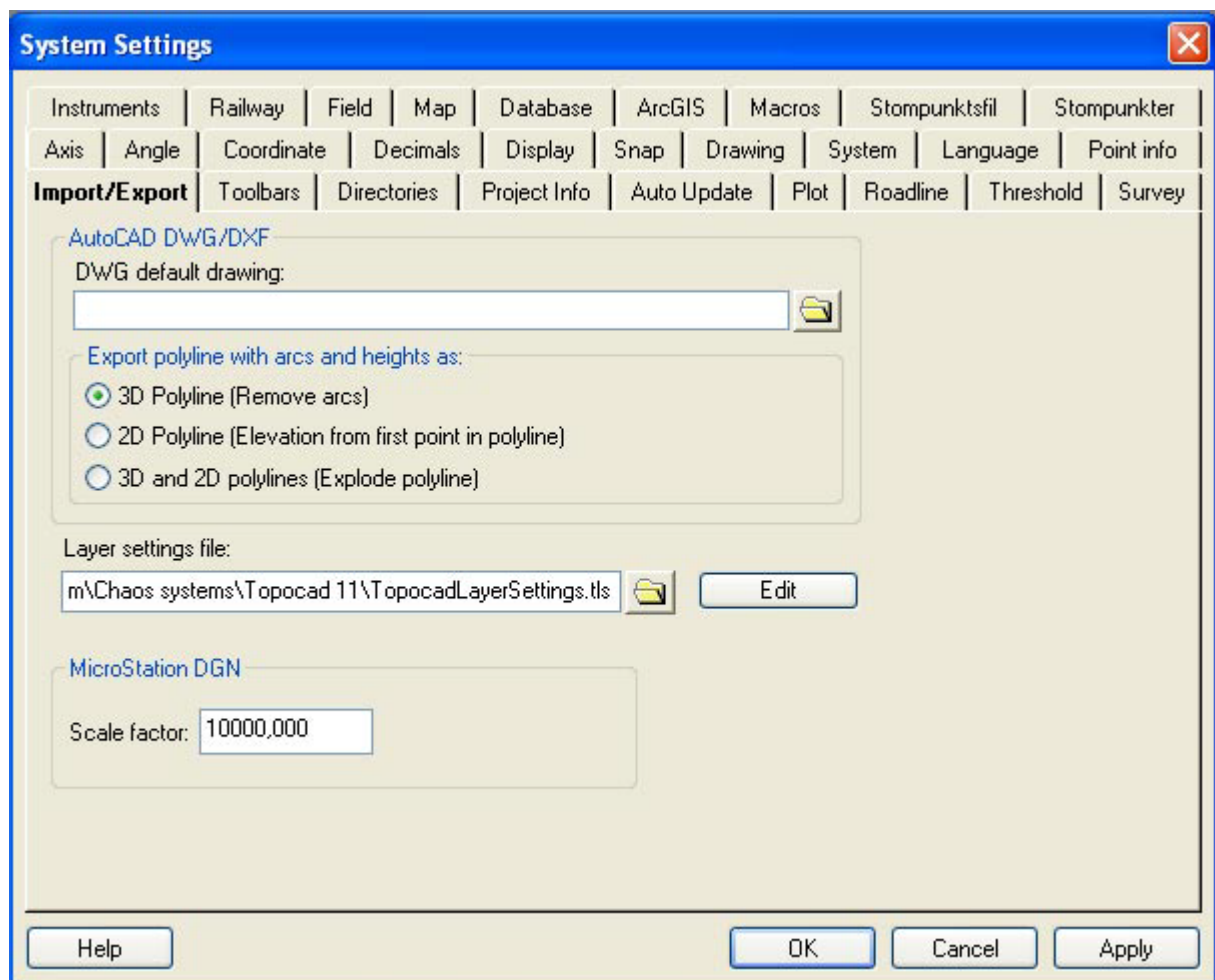 System Settings
Instruments Railway Field Map Database ArcGIS Macros Stompunktsfil Stompunkter
Axis Angle Coordinate Decimals Display Snap Drawing System Language Point info
Import/Export Toolbars Directories Project Info Auto Update Plot Roadline Threshold Survey
AutoCAD DWG/DXF
DWG default drawing:
Export polyline with arcs and heights as:
3D Polyline (Remove arcs)
2D Polyline (Elevation from first point in polyline)
3D and 2D polylines (Explode polyline)
Layer settings file:
m\Chaos systems\Topocad 11\TopocadLayerSettings.tls Edit
MicroStation DGN
Scale factor: 10000,000
Help OK Cancel Apply